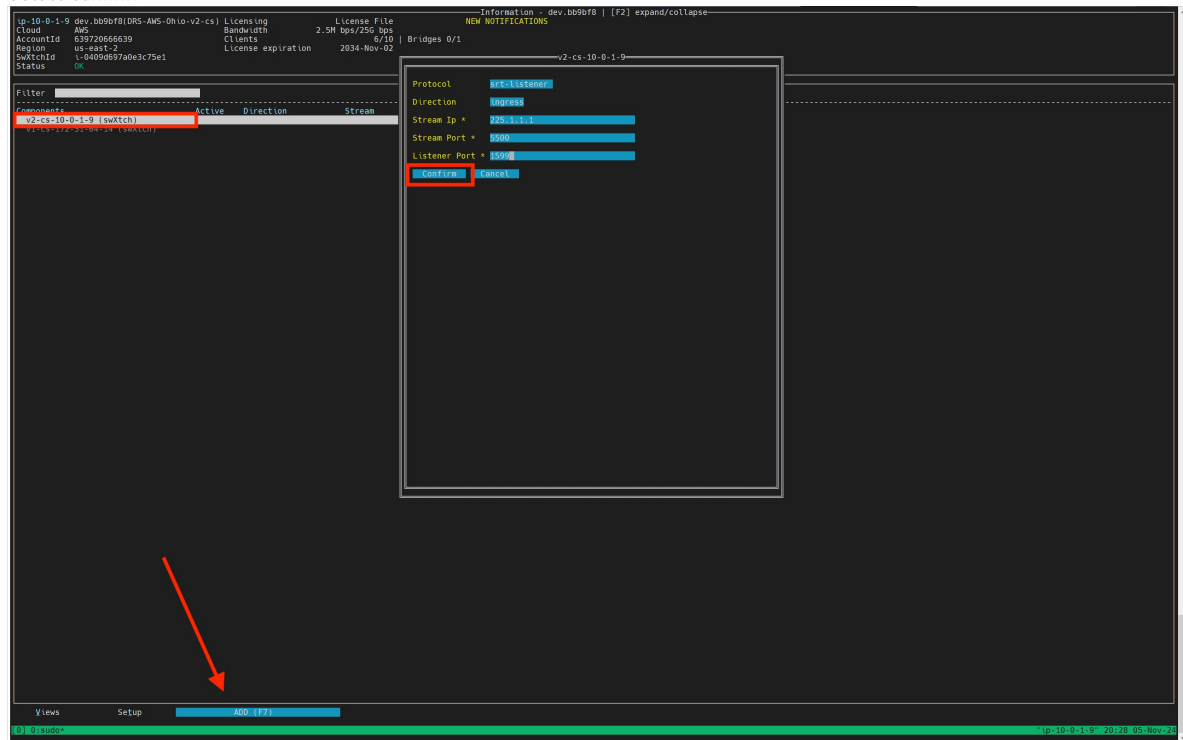 Information - dev.bb9bf8 | [F2] expand/collapse
ip-10-0-1-9 dev.bb9bf8(DRS-AWS-Ohio-v2-cs) Licensing License File NEW NOTIFICATIONS
Cloud AWS Bandwidth 2.5M bps/25G bps
AccountId 639720666639 Clients 6/10 | Bridges 0/1
Region us-east-2 License expiration 2034-Nov-02
SwXtchId i-0409d697a0e3c75e1
Status OK
v2-cs-10-0-1-9
Protocol srt-listener
Direction ingress
Stream Ip * 225.1.1.1
Stream Port * 5500
Listener Port * 1599
Confirm Cancel
Filter
Components Active Direction Stream
v2-cs-10-0-1-9 (swXtch)
v1-cs-172-31-64-14 (swXtch)
Views Setup ADD (F7)
[0] 0:sudo* "ip-10-0-1-9" 20:28 05-Nov-24